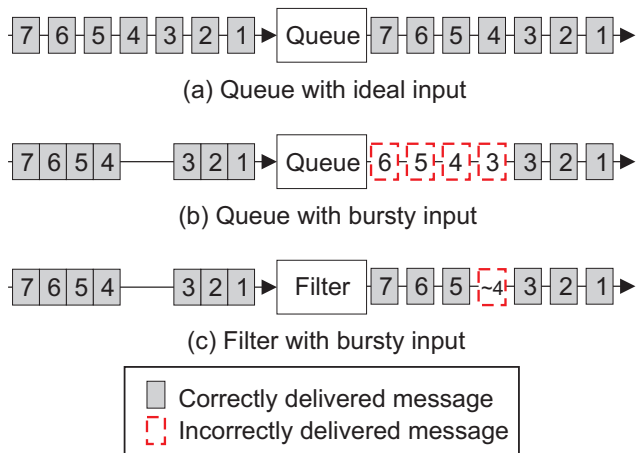 7 6 5 4 3 2 1 Queue 7 6 5 4 3 2 1
(a) Queue with ideal input
7 6 5 4 3 2 1 Queue 6 5 4 3 3 2 1
(b) Queue with bursty input
7 6 5 4 3 2 1 Filter 7 6 5 ~4 3 2 1
(c) Filter with bursty input
Correctly delivered message
Incorrectly delivered message